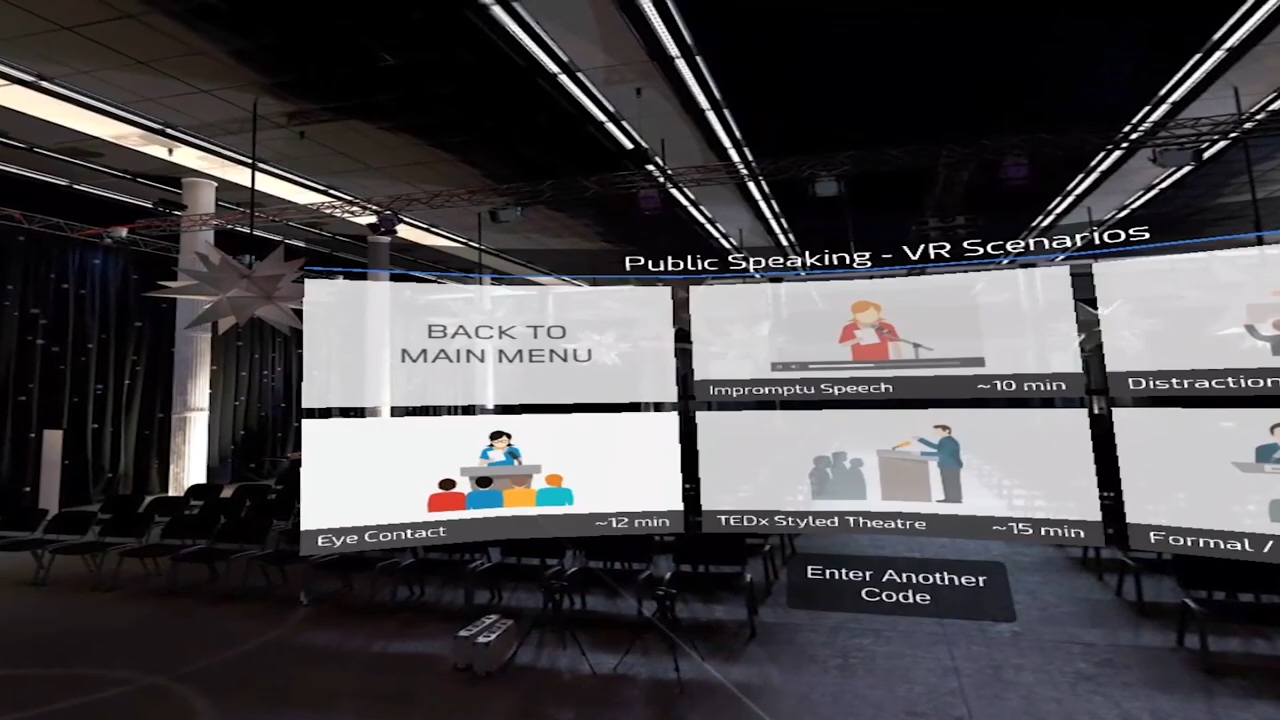 Public Speaking - VR Scenarios
BACK TO
MAIN MENU
Impromptu Speech ~10 min
Distraction
Eye Contact ~12 min
TEDx Styled Theatre ~15 min
Formal /
Enter Another
Code